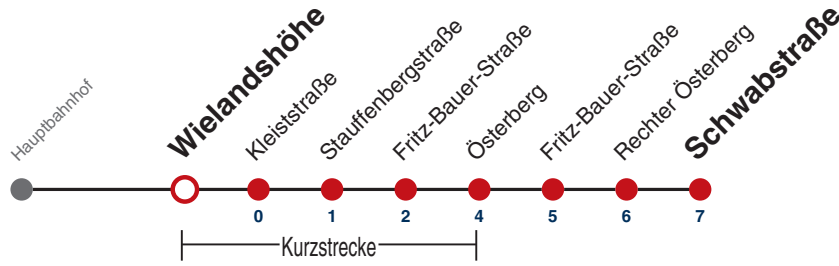 Hauptbahnhof
Wielandshöhe
Kleiststraße
Stauffenbergstraße
Fritz-Bauer-Straße
Österberg
Fritz-Bauer-Straße
Rechter Österberg
Schwabstraße
0 1 2 4 5 6 7
Kurzstrecke